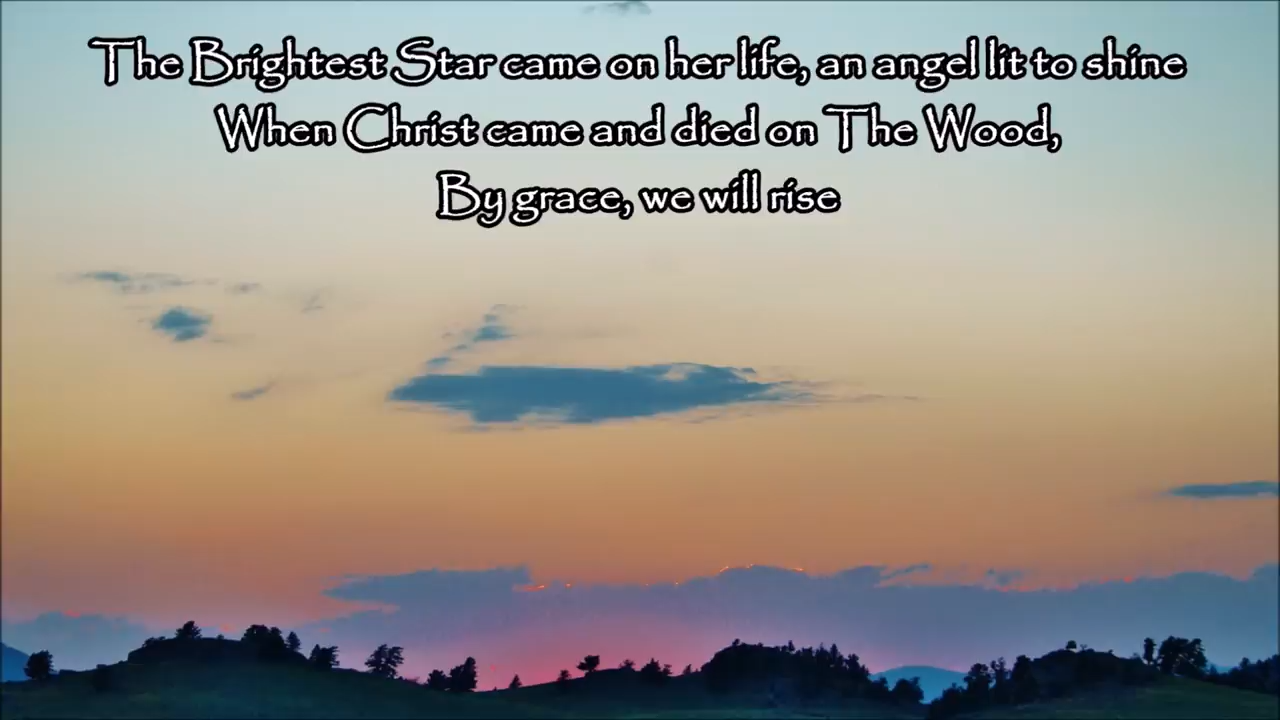 The Brightest Star came on her life, an angel lit to shine
When Christ came and died on The Wood,
By grace, we will rise